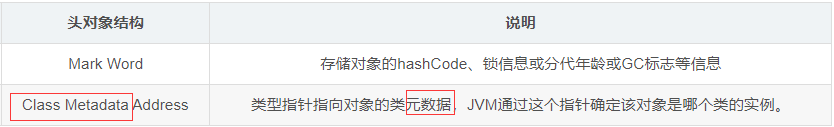 头对象结构 说明
Mark Word 存储对象的hashCode、锁信息或分代年龄或GC标志等信息
Class Metadata Address 类型指针指向对象的类元数据，JVM通过这个指针确定该对象是哪个类的实例。